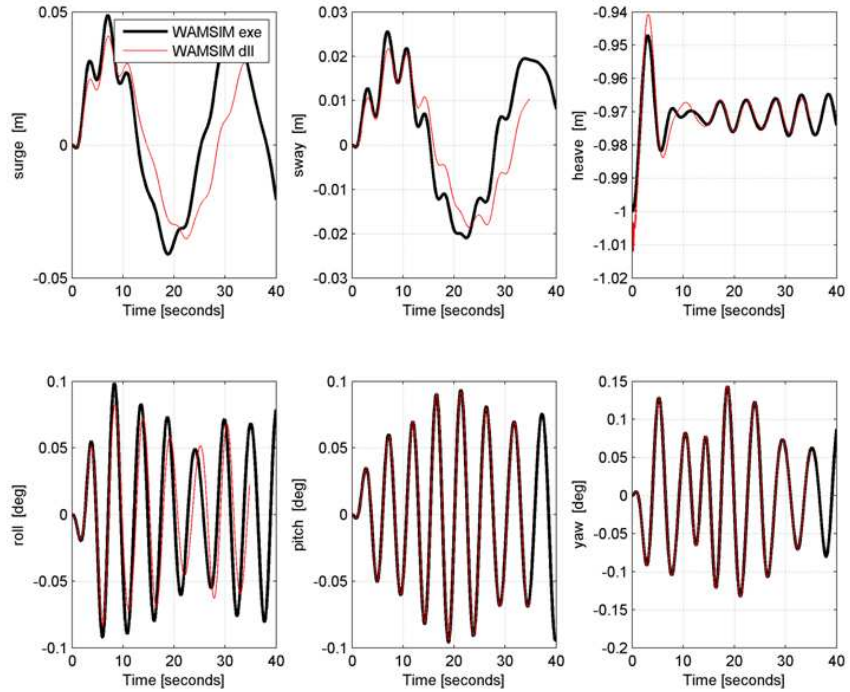 WAMSIM exe
WAMSIM dll
0.05
0
-0.05
surge [m]
0 10 20 30 40
Time [seconds]
0.03
0.02
0.01
0
-0.01
-0.02
-0.03
sway [m]
0 10 20 30 40
Time [seconds]
-0.94
-0.95
-0.96
-0.97
-0.98
-0.99
-1
-1.01
-1.02
heave [m]
0 10 20 30 40
Time [seconds]
0.1
0.05
0
-0.05
-0.1
roll [deg]
0 10 20 30 40
Time [seconds]
0.1
0.05
0
-0.05
-0.1
pitch [deg]
0 10 20 30 40
Time [seconds]
0.15
0.1
0.05
0
-0.05
-0.1
-0.15
-0.2
yaw [deg]
0 10 20 30 40
Time [seconds]